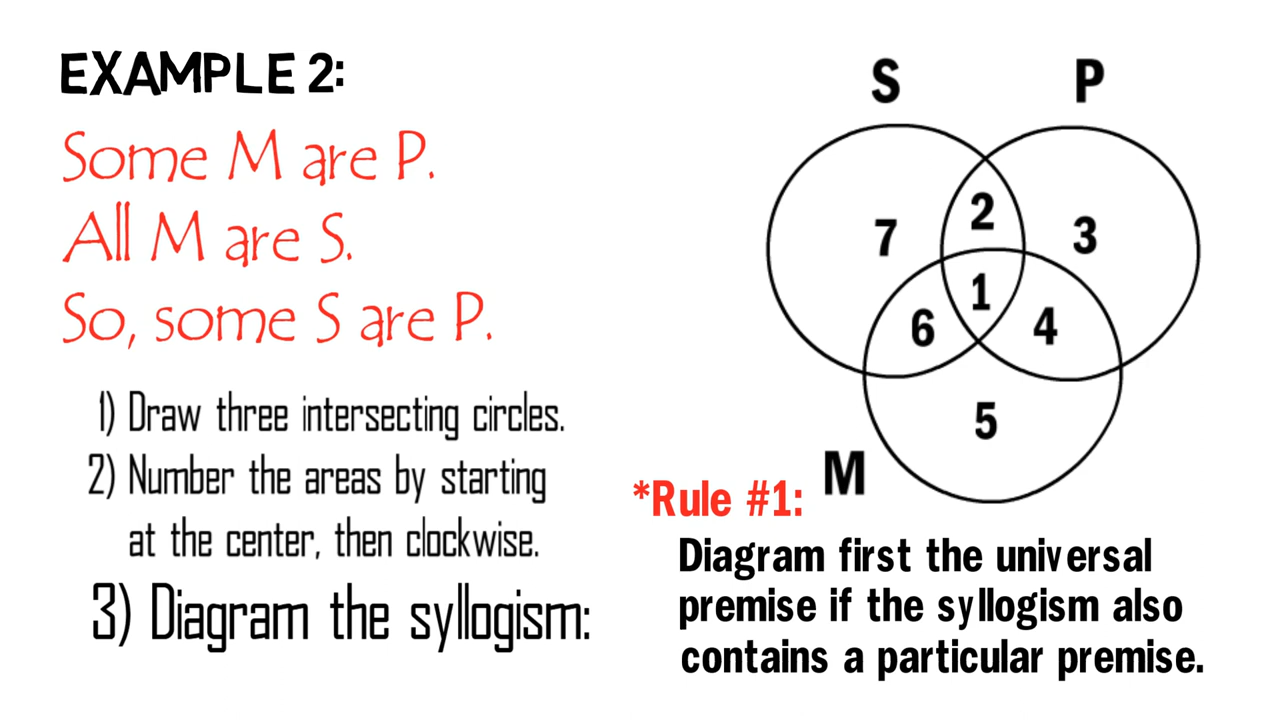 EXAMPLE 2:
Some M are P.
All M are S.
So, some S are P.
1) Draw three intersecting circles.
2) Number the areas by starting
at the center, then clockwise.
3) Diagram the syllogism:
S
P
2
7
3
1
6
4
5
M
*Rule #1:
Diagram first the universal
premise if the syllogism also
contains a particular premise.